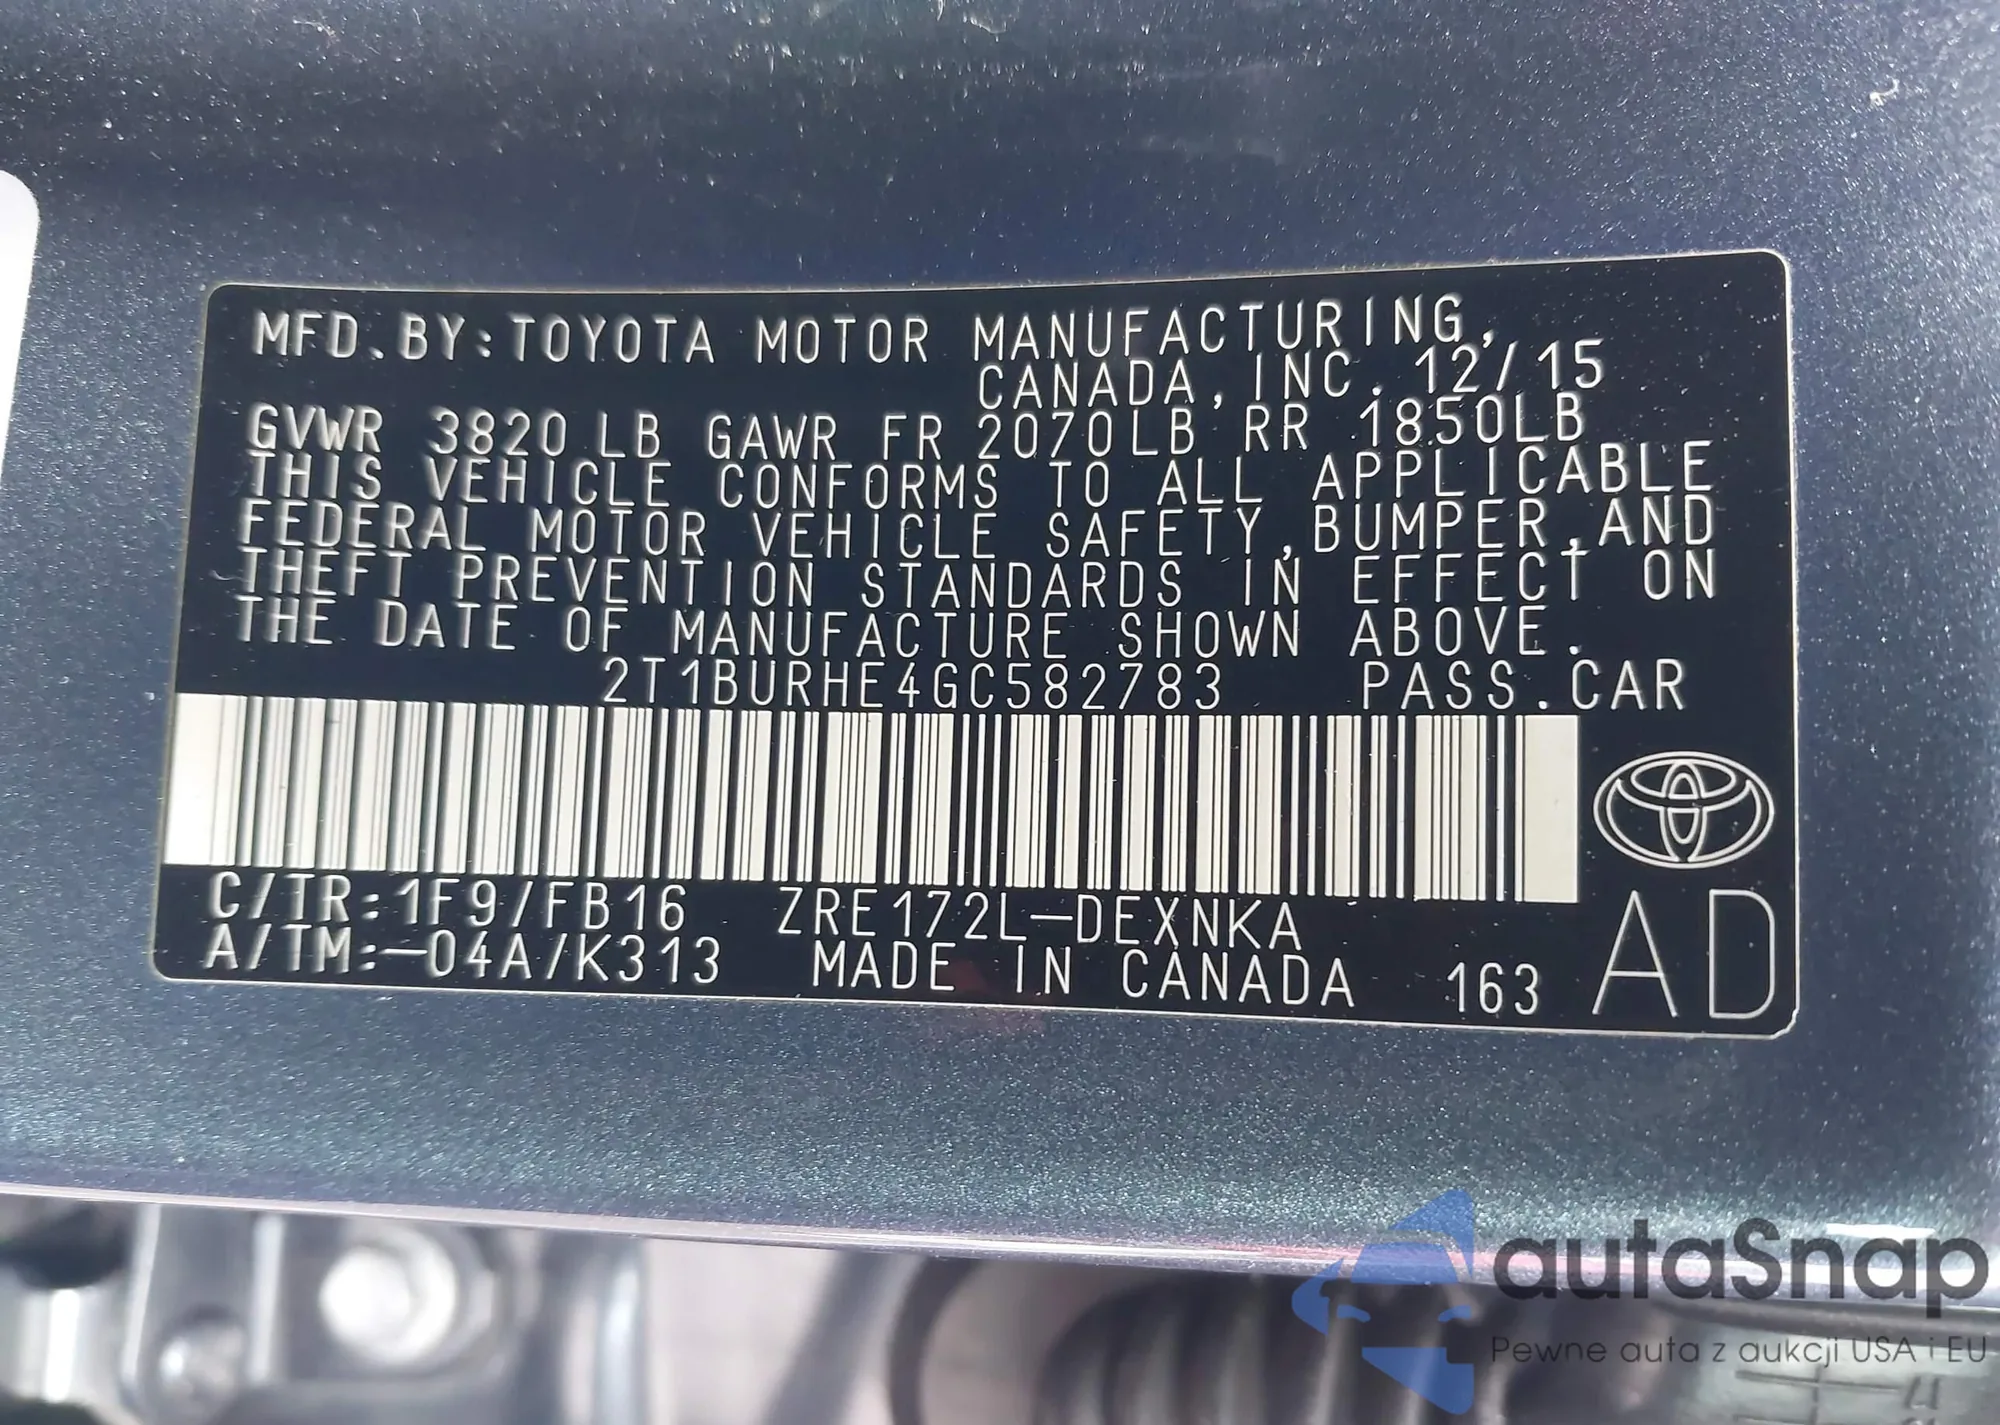 MFD.BY:TOYOTA MOTOR MANUFACTURING,
CANADA,INC. 12/15
GVWR 3820LB GAWR FR 2070LB RR 1850LB
THIS VEHICLE CONFORMS TO ALL APPLICABLE
FEDERAL MOTOR VEHICLE SAFETY,BUMPER,AND
THEFT PREVENTION STANDARDS IN EFFECT ON
THE DATE OF MANUFACTURE SHOWN ABOVE.
2T1BURHE4GC582783 PASS.CAR
C/TR:1F9/FB16 ZRE172L-DEXNKA
A/TM:-04A/K313 MADE IN CANADA 163 AD
autaSnap
Pewne auta z aukcji USA i EU